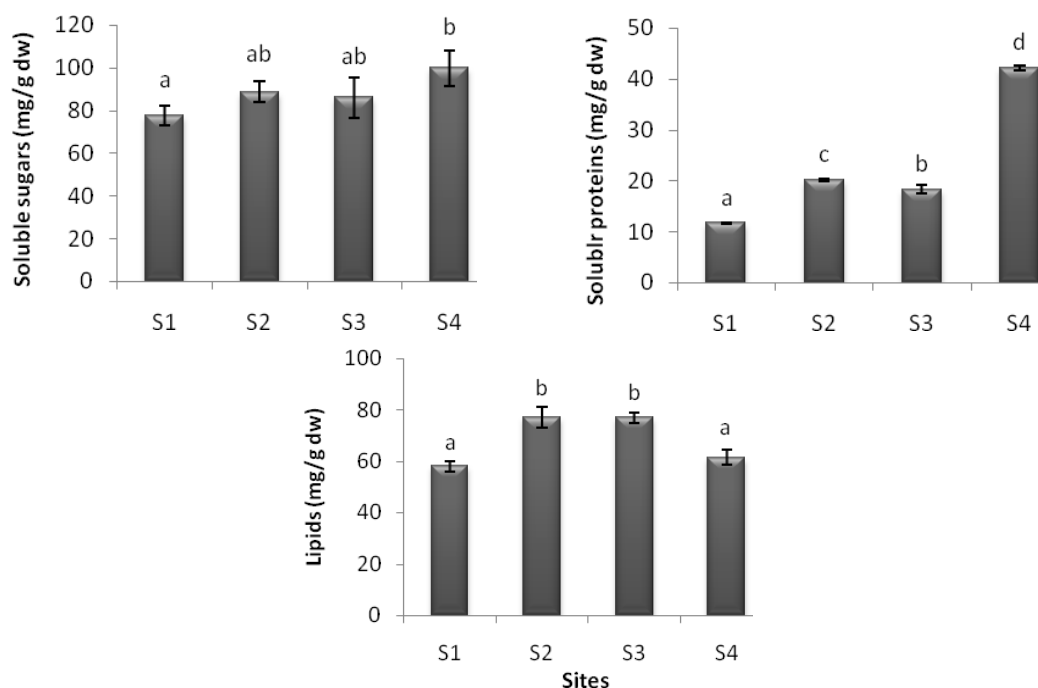 Soluble sugars (mg/g dw)
120
100
80
60
40
20
0
a
ab
ab
b
S1 S2 S3 S4
Solublr proteins (mg/g dw)
50
40
30
20
10
0
a
c
b
d
S1 S2 S3 S4
Lipids (mg/g dw)
100
80
60
40
20
0
a
b
b
a
S1 S2 S3 S4
Sites